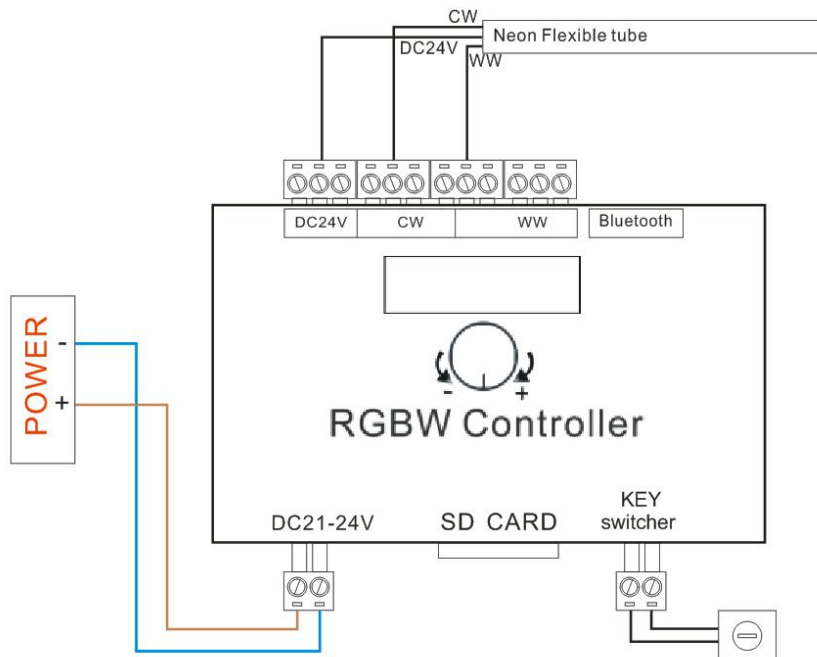 CW
Neon Flexible tube
DC24V
WW
DC24V CW WW Bluetooth
POWER
-
+
- +
RGBW Controller
DC21-24V SD CARD KEY
switcher